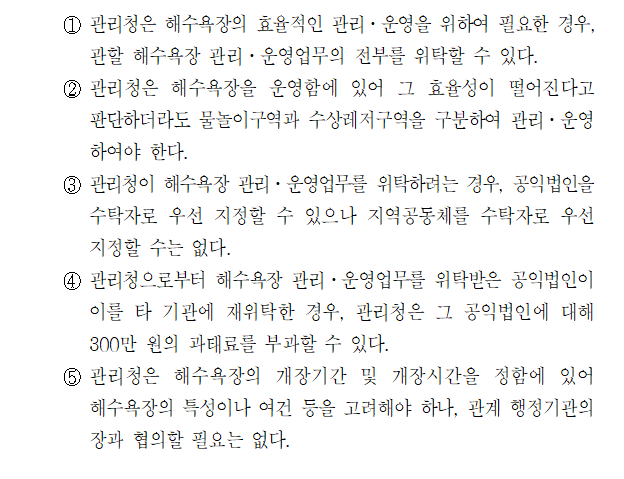 ① 관리청은 해수욕장의 효율적인 관리·운영을 위하여 필요한 경우,
관할 해수욕장 관리·운영업무의 전부를 위탁할 수 있다.
② 관리청은 해수욕장을 운영함에 있어 그 효율성이 떨어진다고
판단하더라도 물놀이구역과 수상레저구역을 구분하여 관리·운영
하여야 한다.
③ 관리청이 해수욕장 관리·운영업무를 위탁하려는 경우, 공익법인을
수탁자로 우선 지정할 수 있으나 지역공동체를 수탁자로 우선
지정할 수는 없다.
④ 관리청으로부터 해수욕장 관리·운영업무를 위탁받은 공익법인이
이를 타 기관에 재위탁한 경우, 관리청은 그 공익법인에 대해
300만 원의 과태료를 부과할 수 있다.
⑤ 관리청은 해수욕장의 개장기간 및 개장시간을 정함에 있어
해수욕장의 특성이나 여건 등을 고려해야 하나, 관계 행정기관의
장과 협의할 필요는 없다.